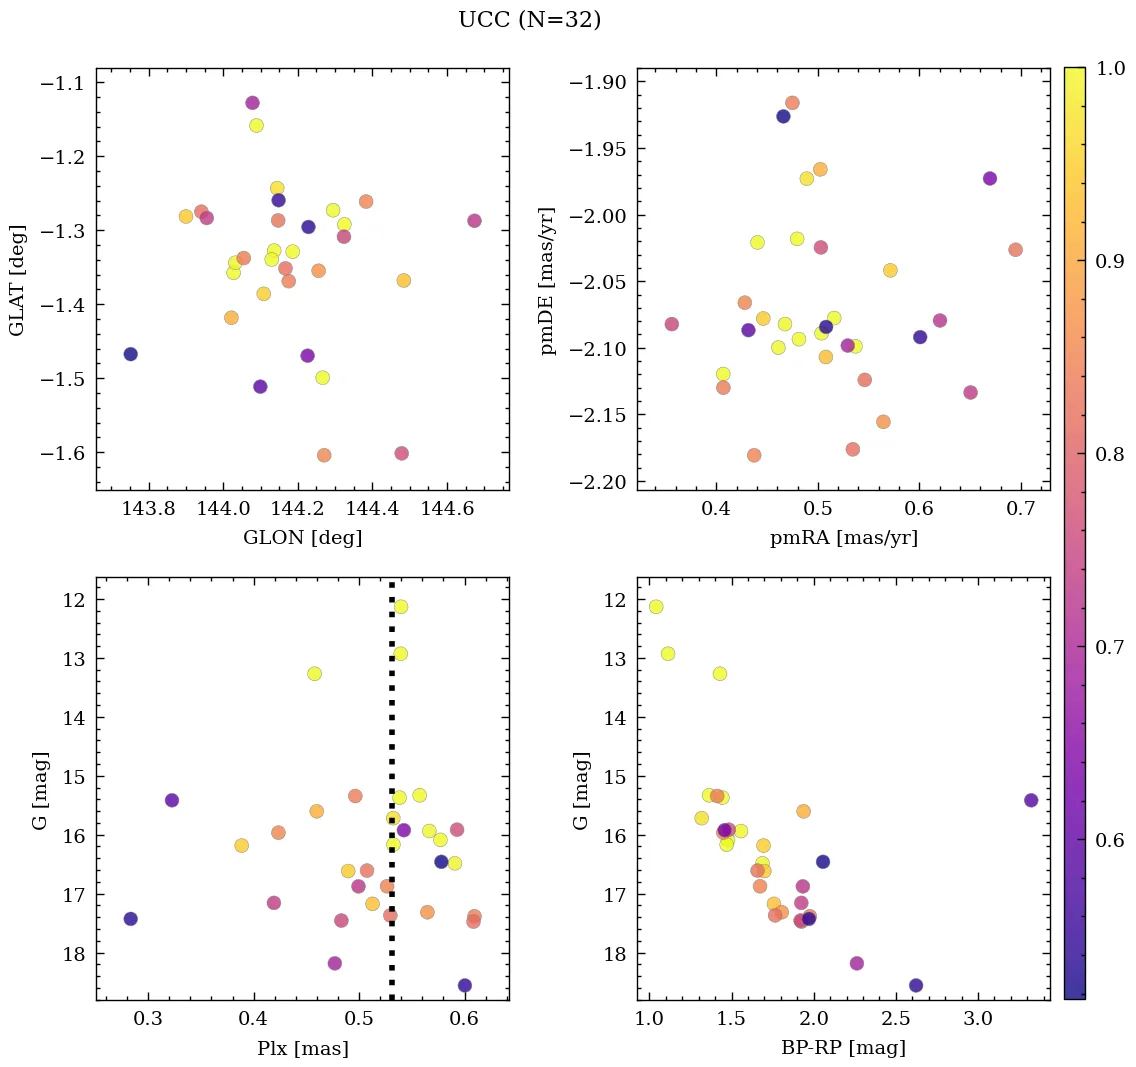 UCC (N=32)
−1.1
−1.2
−1.3
−1.4
−1.5
−1.6
GLAT [deg]
143.8 144.0 144.2 144.4 144.6
GLON [deg]
−1.90
−1.95
−2.00
−2.05
−2.10
−2.15
−2.20
pmDE [mas/yr]
0.4 0.5 0.6 0.7
pmRA [mas/yr]
1.0
0.9
0.8
0.7
0.6
12
13
14
15
16
17
18
G [mag]
0.3 0.4 0.5 0.6
Plx [mas]
12
13
14
15
16
17
18
G [mag]
1.0 1.5 2.0 2.5 3.0
BP-RP [mag]